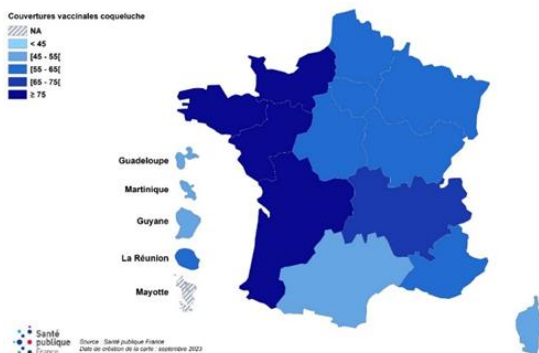 Couvertures vaccinales coqueluche
NA
< 45
[45 - 55[
[55 - 65[
[65 - 75[
≥ 75
Guadeloupe
Martinique
Guyane
La Réunion
Mayotte
Santé
publique
France
Source : Santé publique France
Date de création de la carte : septembre 2023